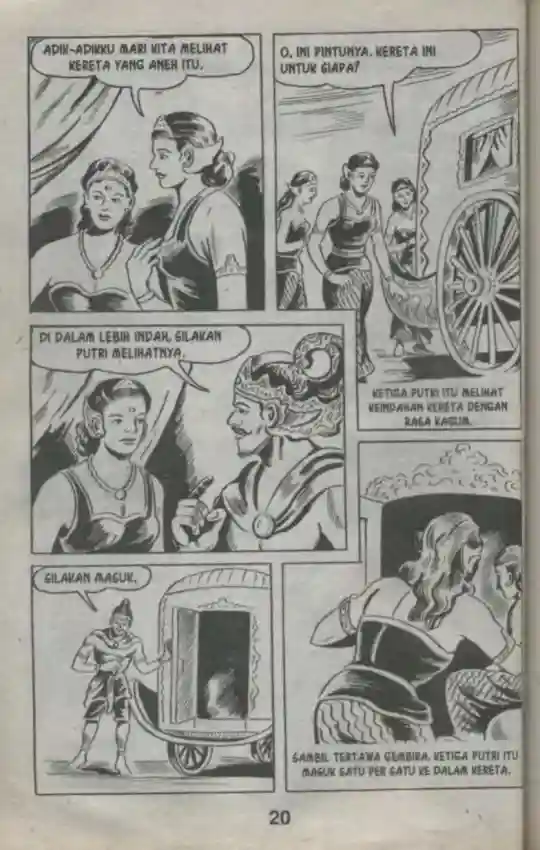 ADIK-ADIKKU MARI KITA MELIHAT
KERETA YANG ANEH ITU.
O, INI PINTUNYA. KERETA INI
UNTUK SIAPA?
KETIGA PUTRI ITU MELIHAT
KEINDAHAN KERETA DENGAN
RASA KAGUM.
DI DALAM LEBIH INDAH, SILAKAN
PUTRI MELIHATNYA.
SILAKAN MASUK.
SAMBIL TERTAWA GEMBIRA, KETIGA PUTRI ITU
MASUK SATU PER SATU KE DALAM KERETA.
20